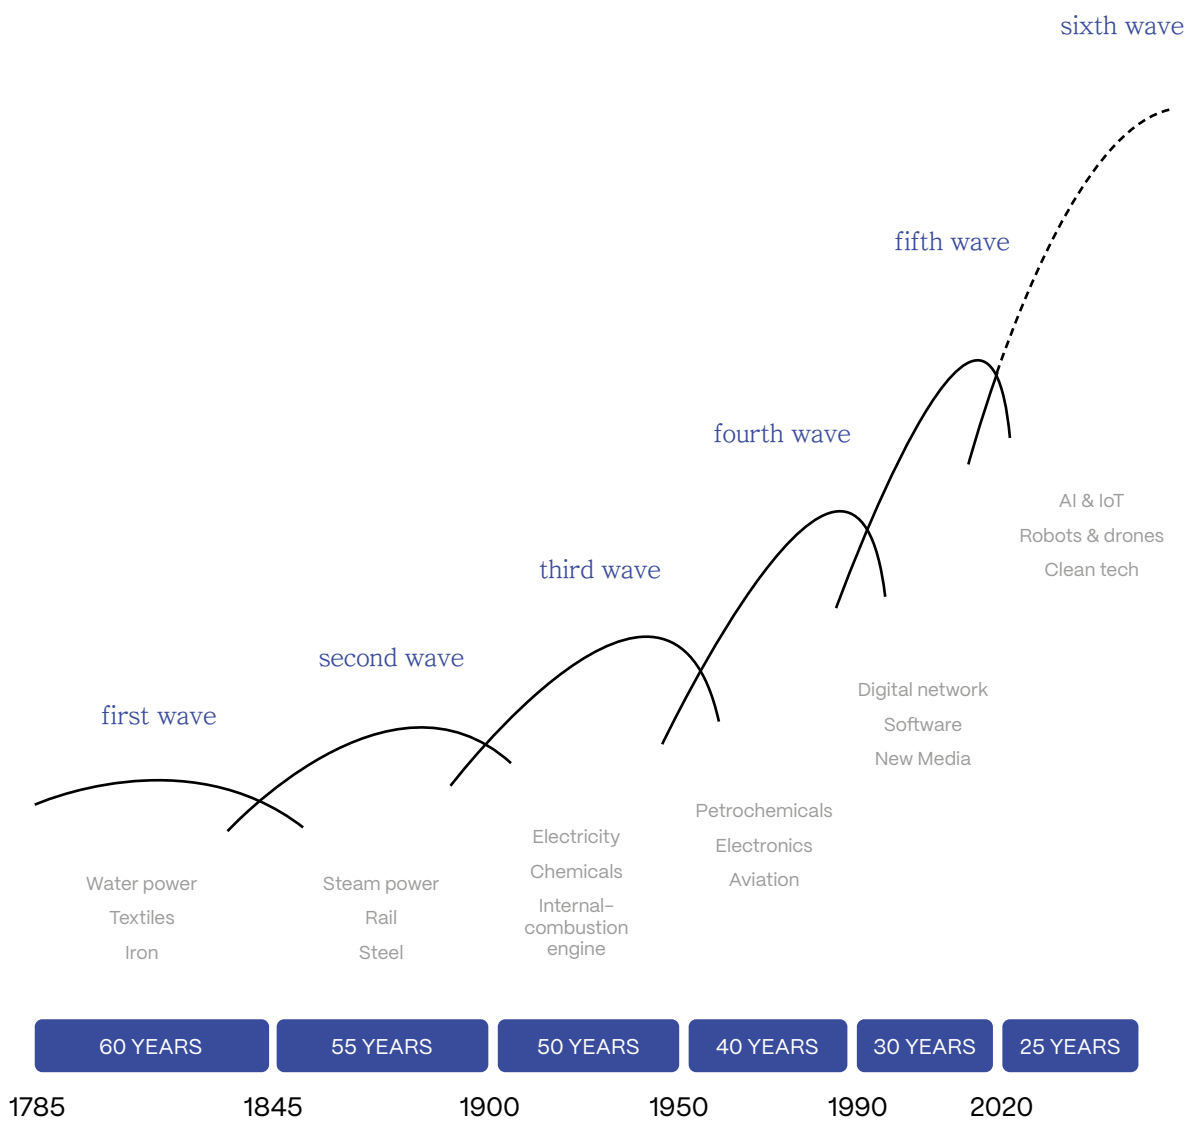 sixth wave
fifth wave
fourth wave
third wave
second wave
first wave
AI & IoT
Robots & drones
Clean tech
Digital network
Software
New Media
Petrochemicals
Electronics
Aviation
Electricity
Chemicals
Internal–
combustion
engine
Steam power
Rail
Steel
Water power
Textiles
Iron
60 YEARS
55 YEARS
50 YEARS
40 YEARS
30 YEARS
25 YEARS
1785
1845
1900
1950
1990
2020